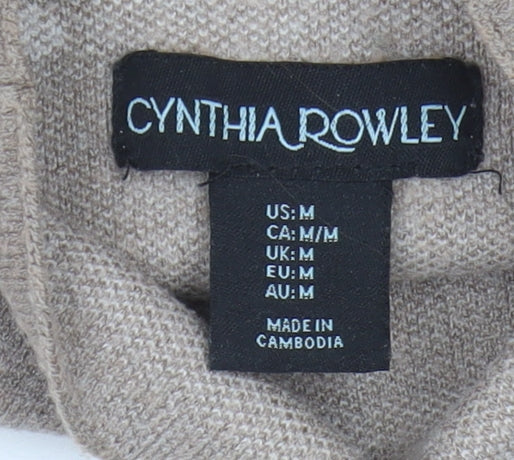 CYNTHIA ROWLEY
US: M
CA: M/M
UK: M
EU: M
AU: M
MADE IN
CAMBODIA